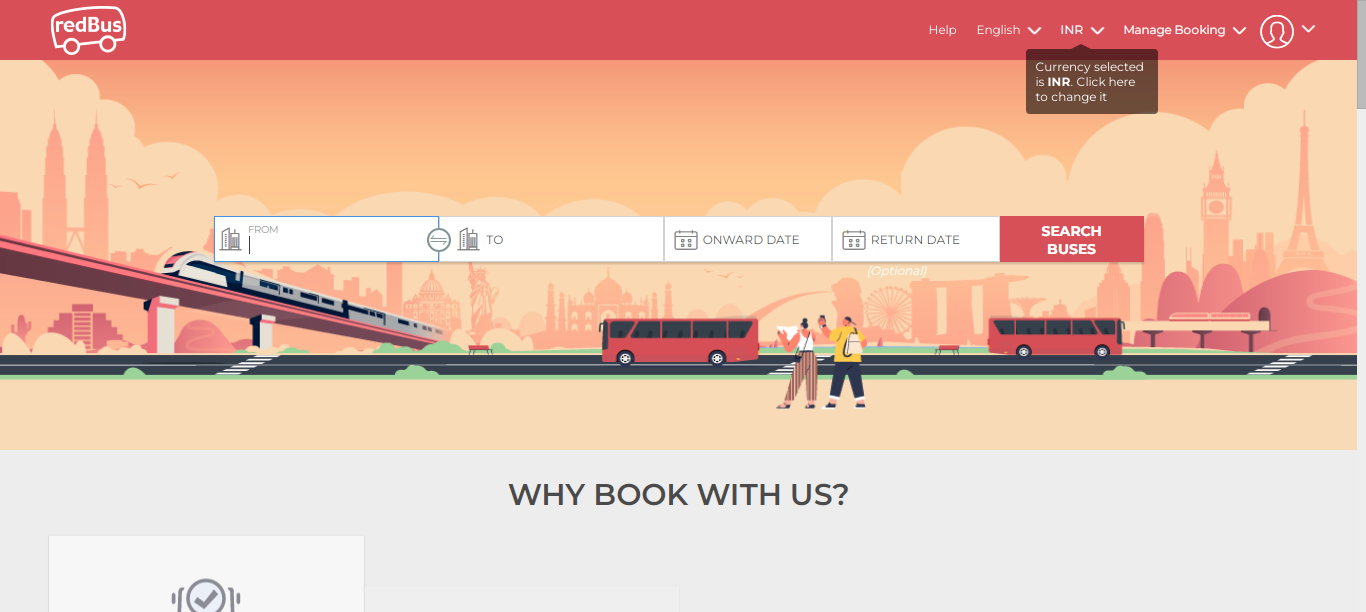 redBus
Help
English
INR
Manage Booking
Currency selected
is INR. Click here
to change it
FROM
TO
ONWARD DATE
RETURN DATE
(Optional)
SEARCH
BUSES
WHY BOOK WITH US?